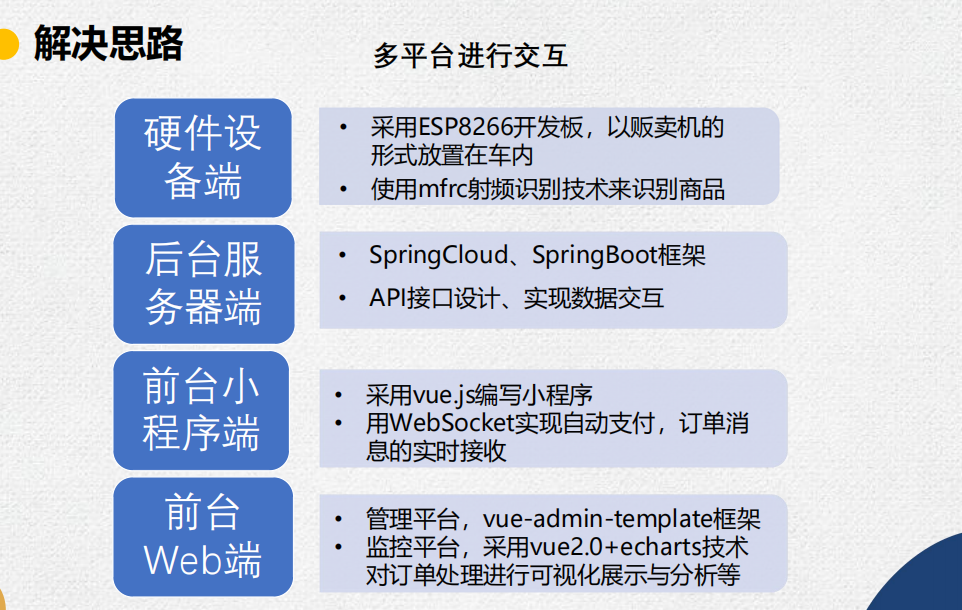 解决思路
多平台进行交互
硬件设
备端
• 采用ESP8266开发板，以贩卖机的
形式放置在车内
• 使用mfrc射频识别技术来识别商品
后台服
务器端
• SpringCloud、SpringBoot框架
• API接口设计、实现数据交互
前台小
程序端
• 采用vue.js编写小程序
• 用WebSocket实现自动支付，订单消
息的实时接收
前台
Web端
• 管理平台，vue-admin-template框架
• 监控平台，采用vue2.0+echarts技术
对订单处理进行可视化展示与分析等